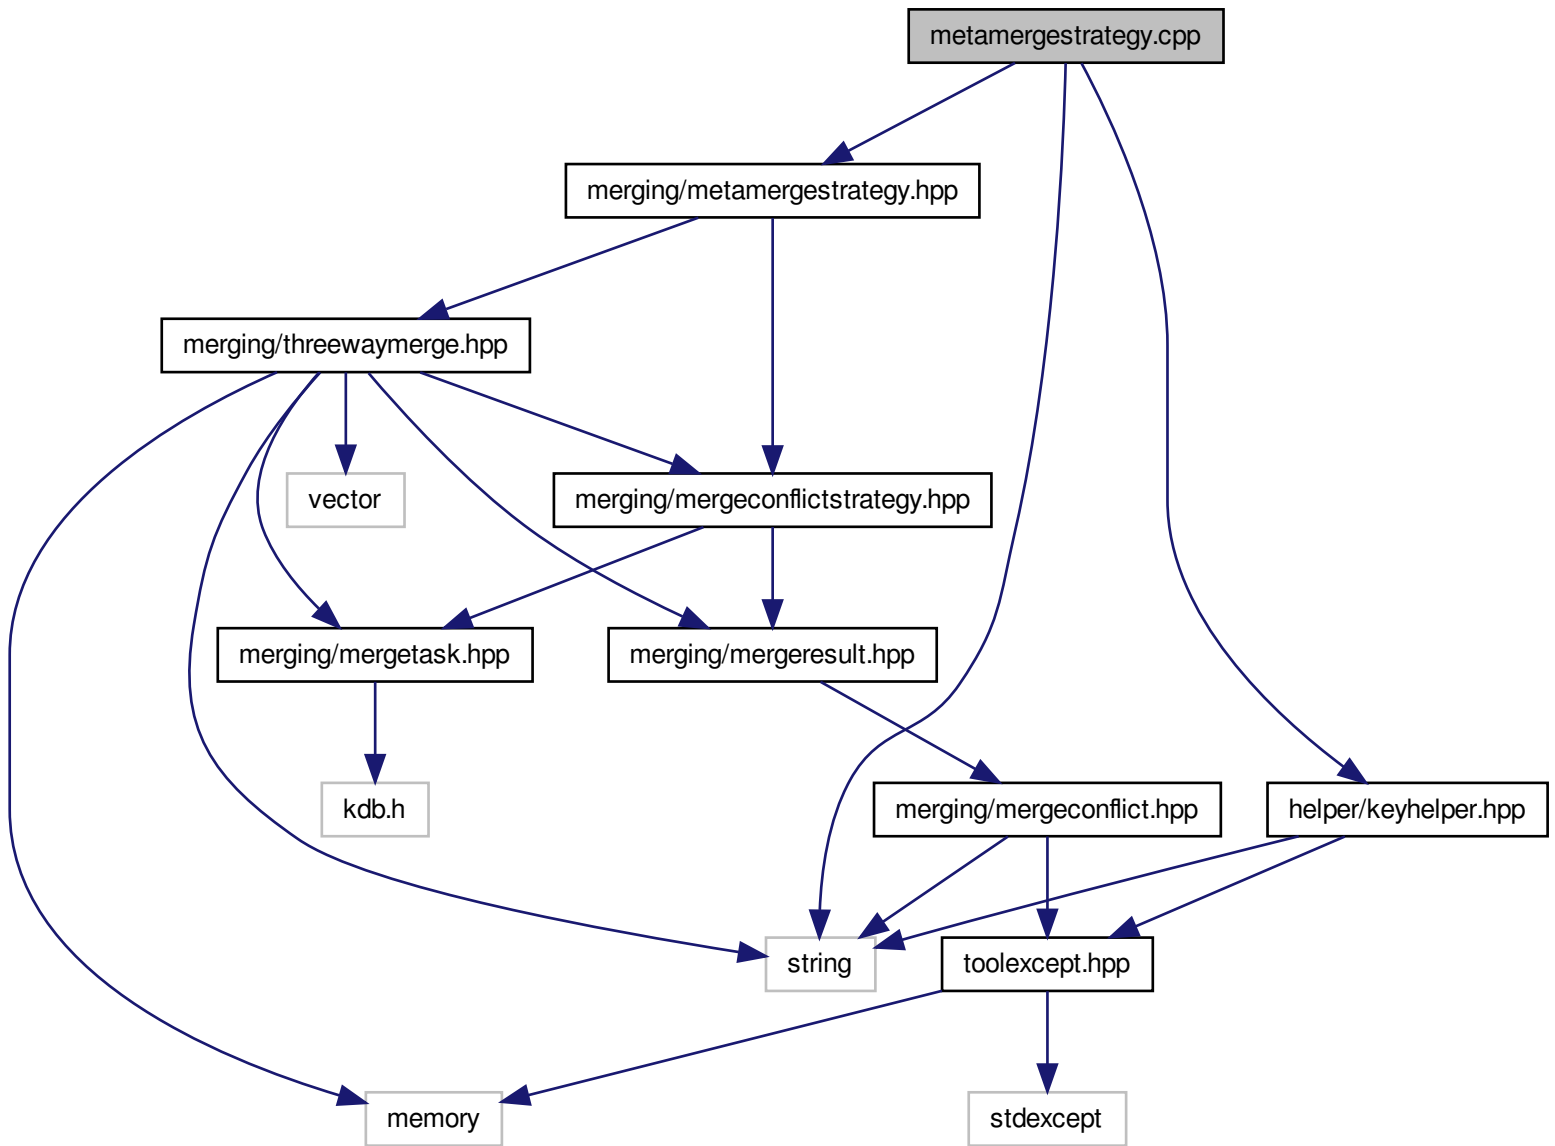 metamergestrategy.cpp
merging/metamergestrategy.hpp
merging/threewaymerge.hpp
vector
merging/mergeconflictstrategy.hpp
merging/mergetask.hpp
merging/mergeresult.hpp
kdb.h
merging/mergeconflict.hpp
helper/keyhelper.hpp
string
toolexcept.hpp
memory
stdexcept